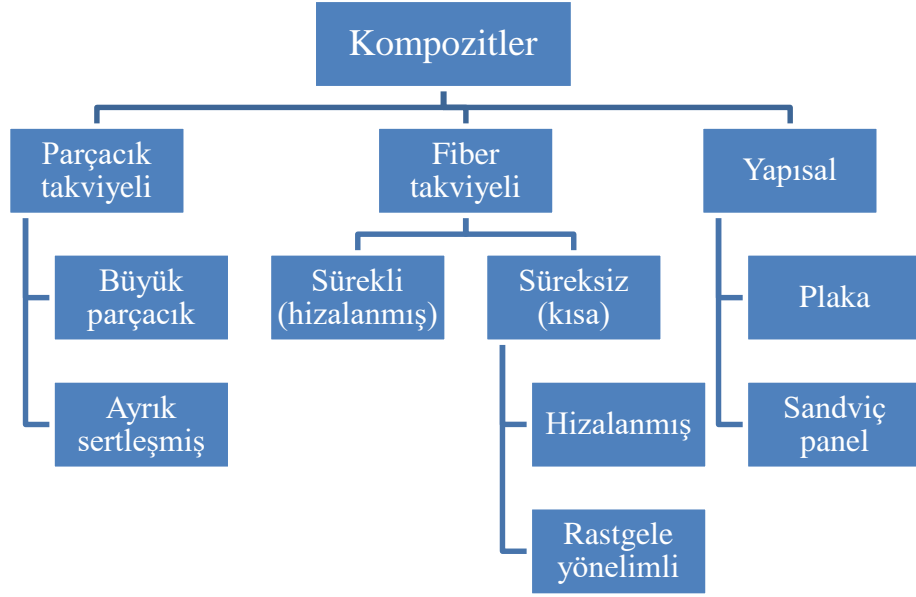 Kompozitler
Parçacık
takviyeli
Fiber
takviyeli
Yapısal
Büyük
parçacık
Sürekli
(hizalanmış)
Süreksiz
(kısa)
Plaka
Ayrık
sertleşmiş
Hizalanmış
Sandviç
panel
Rastgele
yönelimli